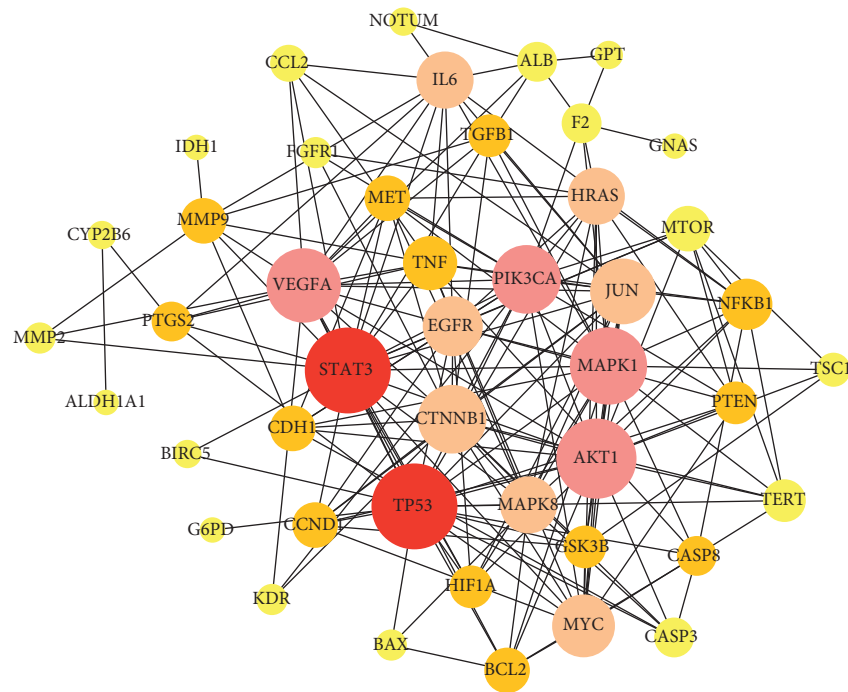 NOTUM
CCL2
IL6
ALB
GPT
IDH1
FGFR1
TGFB1
F2
GNAS
MMP9
MET
HRAS
CYP2B6
MTOR
VEGFA
TNF
PIK3CA
JUN
NFKB1
PTGS2
EGFR
MMP2
STAT3
MAPK1
TSC1
ALDH1A1
CDH1
CTNNB1
PTEN
BIRC5
AKT1
G6PD
CCND1
TP53
MAPK8
TERT
GSK3B
CASP8
KDR
HIF1A
BAX
MYC
CASP3
BCL2